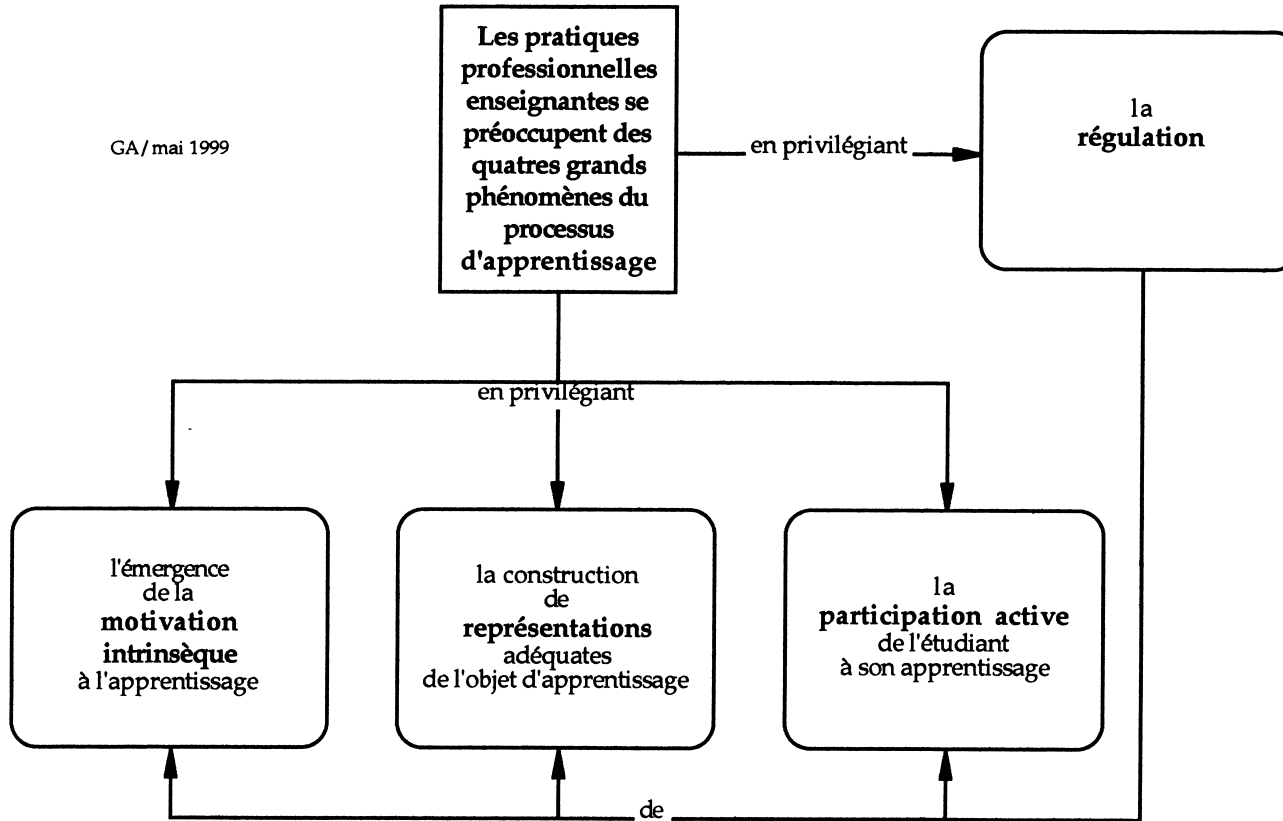 Les pratiques
professionnelles
enseignantes se
préoccupent des
quatres grands
phénomènes du
processus
d'apprentissage
GA/mai 1999
en privilégiant
la
régulation
en privilégiant
l'émergence
de la
motivation
intrinsèque
à l'apprentissage
la construction
de
représentations
adéquates
de l'objet d'apprentissage
la
participation active
de l'étudiant
à son apprentissage
de